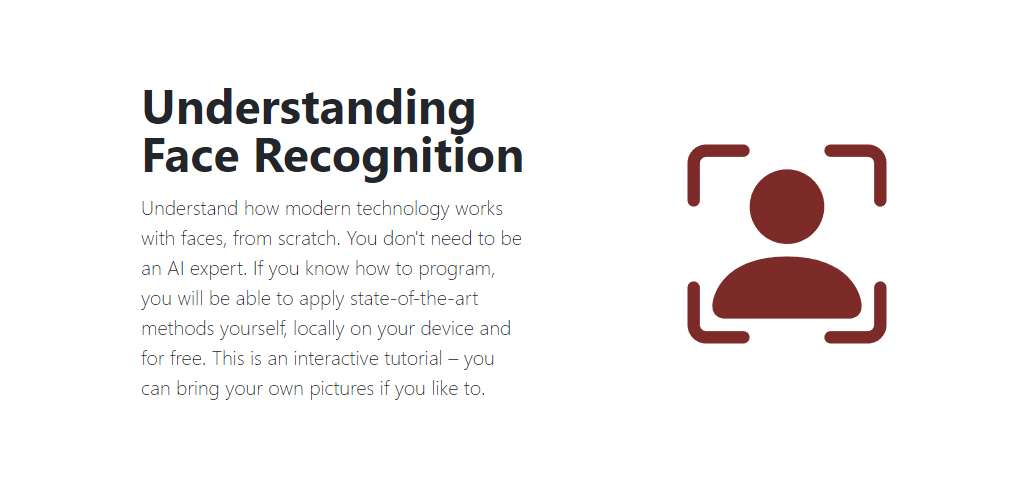 Understanding
Face Recognition
Understand how modern technology works
with faces, from scratch. You don't need to be
an AI expert. If you know how to program,
you will be able to apply state-of-the-art
methods yourself, locally on your device and
for free. This is an interactive tutorial – you
can bring your own pictures if you like to.